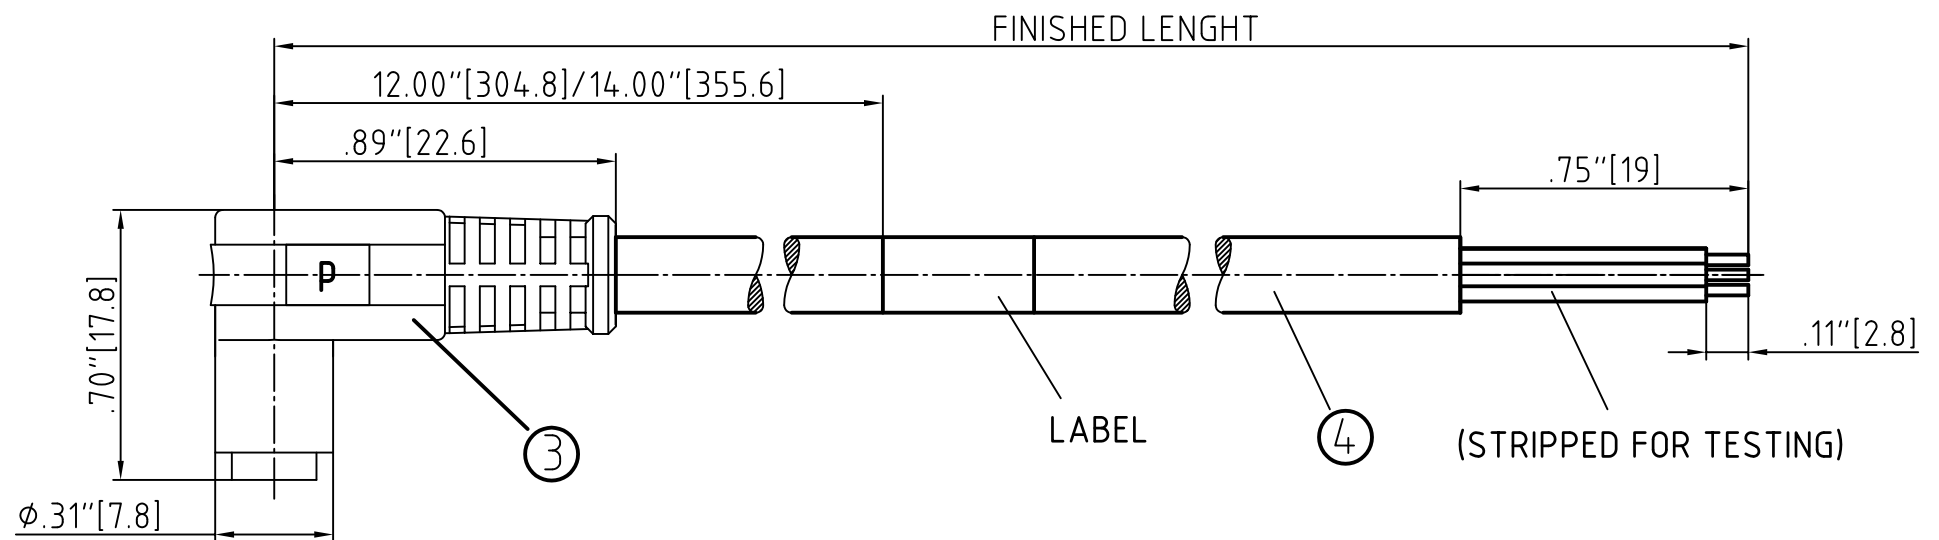 FINISHED LENGHT
12.00"[304.8]/14.00"[355.6]
.89"[22.6]
.75"[19]
P
.70"[17.8]
.11"[2.8]
LABEL
3
4
(STRIPPED FOR TESTING)
Φ.31"[7.8]